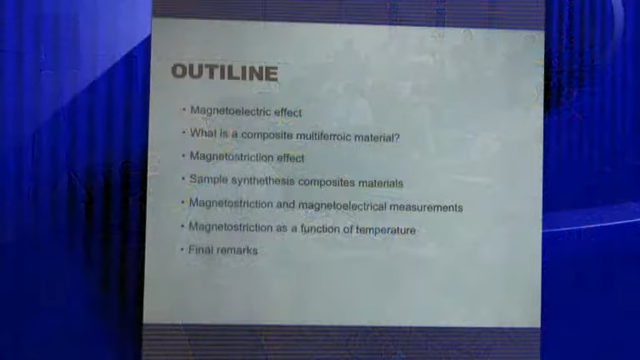 OUTILINE
• Magnetoelectric effect
• What is a composite multiferroic material?
• Magnetostriction effect
• Sample synthethesis composites materials
• Magnetostriction and magnetoelectrical measurements
• Magnetostriction as a function of temperature
• Final remarks